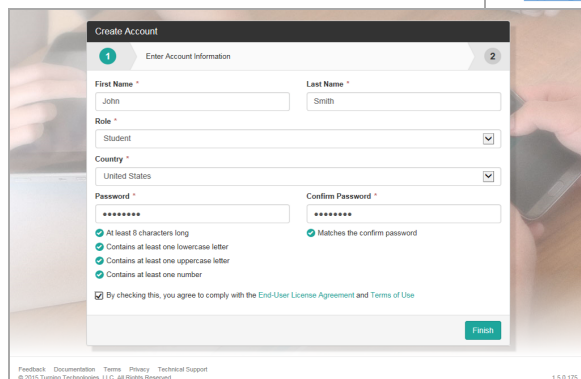 Create Account
1 Enter Account Information 2
First Name * Last Name *
John Smith
Role *
Student
Country *
United States
Password * Confirm Password *
●●●●●●●● ●●●●●●●●
At least 8 characters long Matches the confirm password
Contains at least one lowercase letter
Contains at least one uppercase letter
Contains at least one number
By checking this, you agree to comply with the End-User License Agreement and Terms of Use
Finish
Feedback Documentation Terms Privacy Technical Support
© 2015 Turning Technologies, LLC. All Rights Reserved. 1.5.0.175